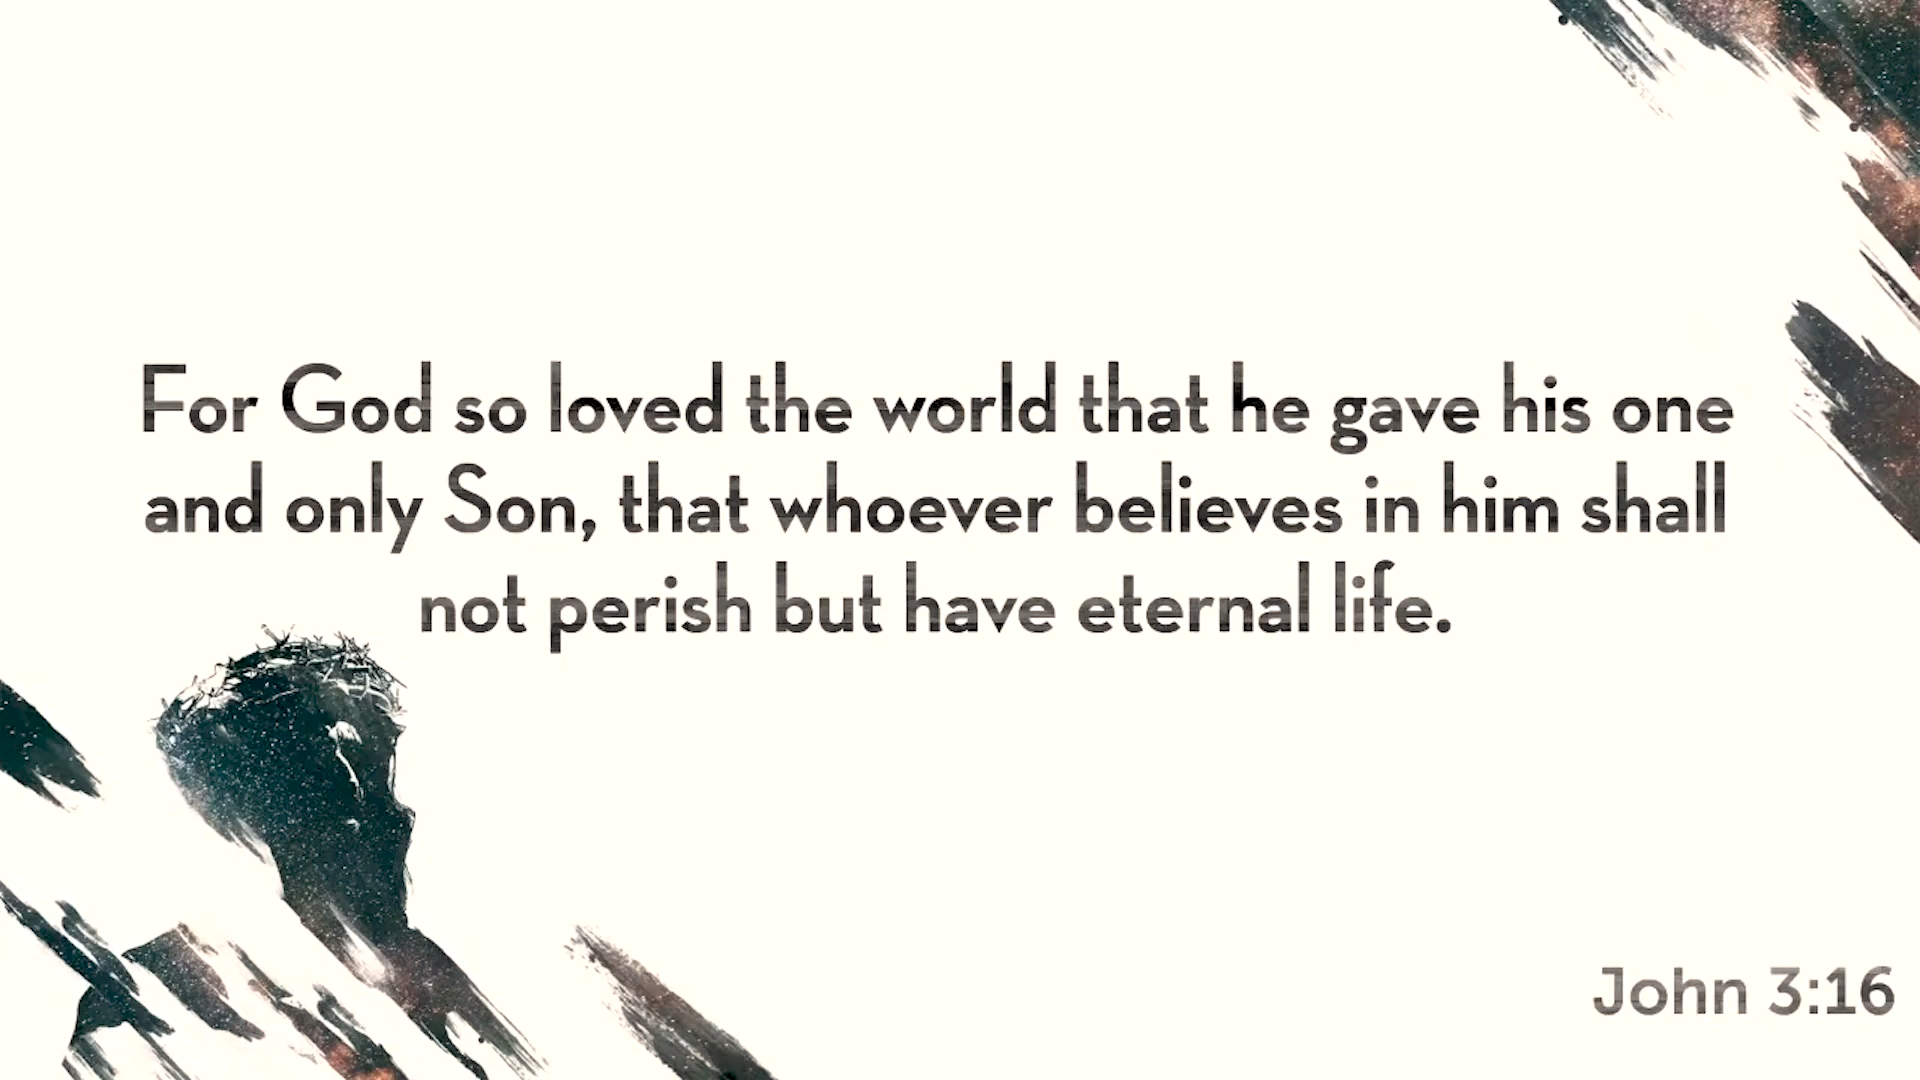 For God so loved the world that he gave his one
and only Son, that whoever believes in him shall
not perish but have eternal life.
John 3:16